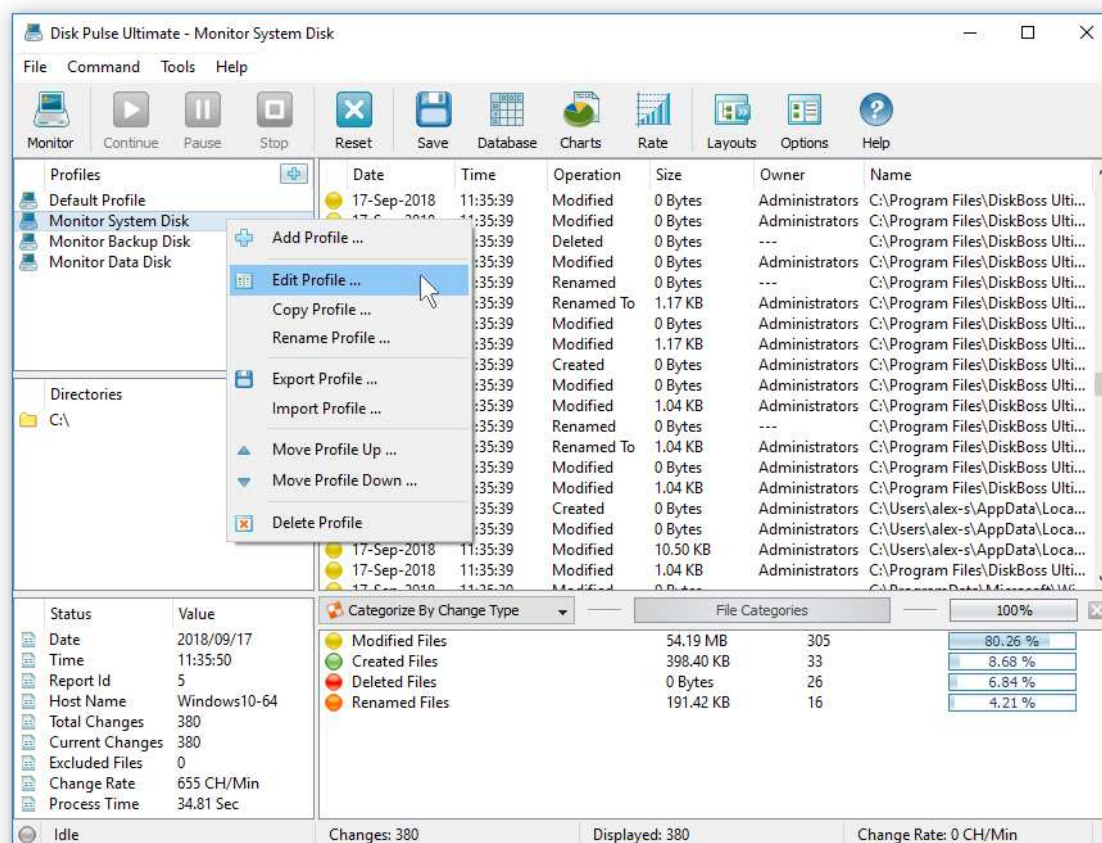 Disk Pulse Ultimate - Monitor System Disk
File Command Tools Help
Monitor Continue Pause Stop Reset Save Database Charts Rate Layouts Options Help
Profiles
Default Profile
Monitor System Disk
Monitor Backup Disk
Monitor Data Disk
Directories
C:\
Add Profile ...
Edit Profile ...
Copy Profile ...
Rename Profile ...
Export Profile ...
Import Profile ...
Move Profile Up ...
Move Profile Down ...
Delete Profile
Date Time Operation Size Owner Name
17-Sep-2018 11:35:39 Modified 0 Bytes Administrators C:\Program Files\DiskBoss Ulti...
:35:39 Modified 0 Bytes Administrators C:\Program Files\DiskBoss Ulti...
:35:39 Deleted 0 Bytes --- C:\Program Files\DiskBoss Ulti...
:35:39 Modified 0 Bytes Administrators C:\Program Files\DiskBoss Ulti...
:35:39 Renamed 0 Bytes --- C:\Program Files\DiskBoss Ulti...
:35:39 Renamed To 1.17 KB Administrators C:\Program Files\DiskBoss Ulti...
:35:39 Modified 0 Bytes Administrators C:\Program Files\DiskBoss Ulti...
:35:39 Modified 1.17 KB Administrators C:\Program Files\DiskBoss Ulti...
:35:39 Created 0 Bytes Administrators C:\Program Files\DiskBoss Ulti...
:35:39 Modified 0 Bytes Administrators C:\Program Files\DiskBoss Ulti...
:35:39 Modified 1.04 KB Administrators C:\Program Files\DiskBoss Ulti...
:35:39 Renamed 0 Bytes --- C:\Program Files\DiskBoss Ulti...
:35:39 Renamed To 1.04 KB Administrators C:\Program Files\DiskBoss Ulti...
:35:39 Modified 0 Bytes Administrators C:\Program Files\DiskBoss Ulti...
:35:39 Modified 1.04 KB Administrators C:\Program Files\DiskBoss Ulti...
:35:39 Created 0 Bytes Administrators C:\Users\alex-s\AppData\Loca...
:35:39 Modified 0 Bytes Administrators C:\Users\alex-s\AppData\Loca...
17-Sep-2018 11:35:39 Modified 10.50 KB Administrators C:\Users\alex-s\AppData\Loca...
17-Sep-2018 11:35:39 Modified 1.04 KB Administrators C:\Program Files\DiskBoss Ulti...
Status Value
Date 2018/09/17
Time 11:35:50
Report Id 5
Host Name Windows10-64
Total Changes 380
Current Changes 380
Excluded Files 0
Change Rate 655 CH/Min
Process Time 34.81 Sec
Categorize By Change Type File Categories 100%
Modified Files 54.19 MB 305 80.26 %
Created Files 398.40 KB 33 8.68 %
Deleted Files 0 Bytes 26 6.84 %
Renamed Files 191.42 KB 16 4.21 %
Idle Changes: 380 Displayed: 380 Change Rate: 0 CH/Min